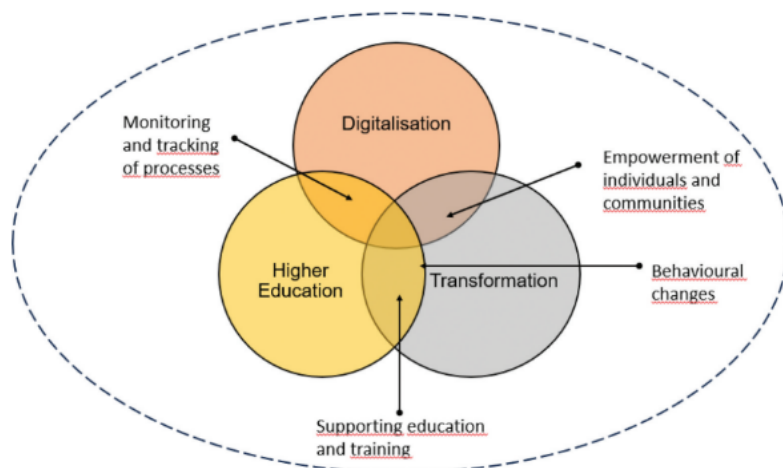 Digitalisation
Monitoring
and tracking
of processes
Empowerment of
individuals and
communities
Higher
Education
Transformation
Behavioural
changes
Supporting education
and training